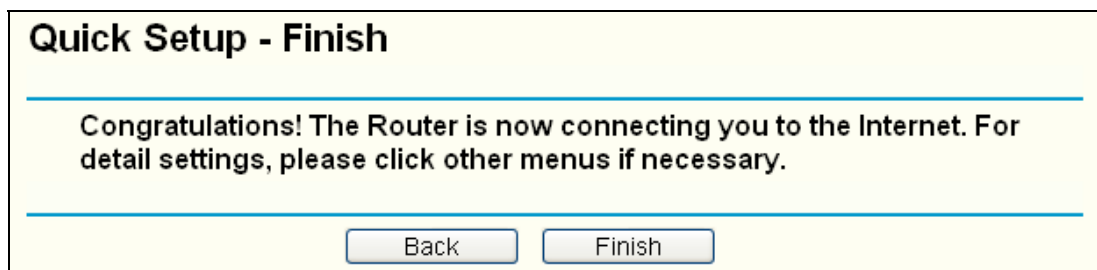 Quick Setup - Finish
Congratulations! The Router is now connecting you to the Internet. For
detail settings, please click other menus if necessary.
Back Finish